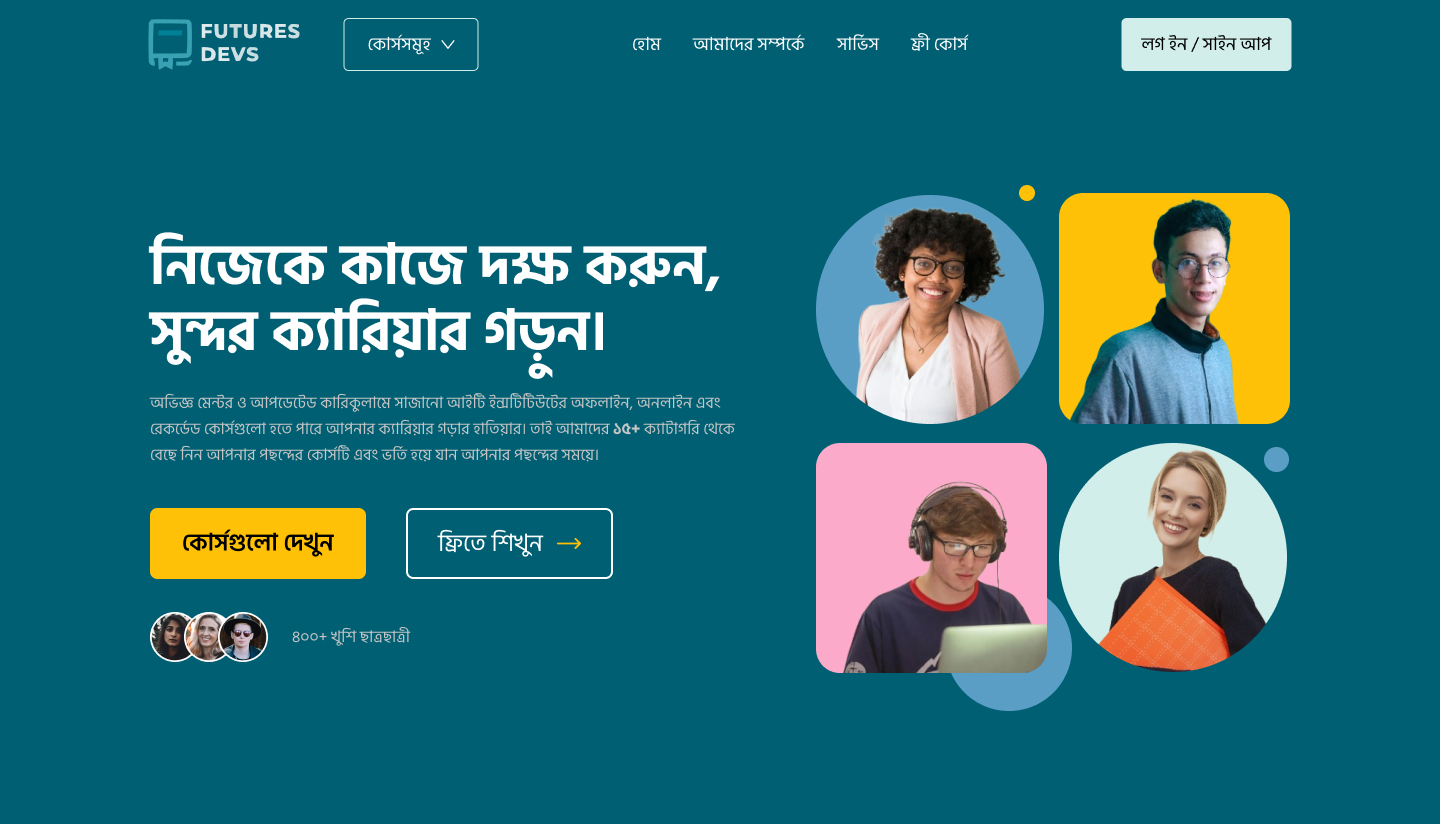 FUTURES
DEVS
কোর্সসমূহ
হোম
আমাদের সম্পর্কে
সার্ভিস
ফ্রী কোর্স
লগ ইন / সাইন আপ
নিজেকে কাজে দক্ষ করুন,
সুন্দর ক্যারিয়ার গড়ুন।
অভিজ্ঞ মেন্টর ও আপডেটেড কারিকুলামে সাজানো আইটি ইন্সটিটিউটের অফলাইন, অনলাইন এবং
রেকর্ডেড কোর্সগুলো হতে পারে আপনার ক্যারিয়ার গড়ার হাতিয়ার। তাই আমাদের ১৫+ ক্যাটাগরি থেকে
বেছে নিন আপনার পছন্দের কোর্সটি এবং ভর্তি হয়ে যান আপনার পছন্দের সময়ে।
কোর্সগুলো দেখুন
ফ্রিতে শিখুন
৪০০+ খুশি ছাত্রছাত্রী